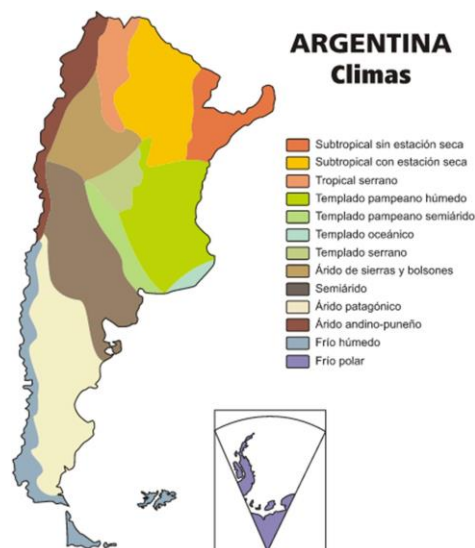 ARGENTINA
Climas
Subtropical sin estación seca
Subtropical con estación seca
Tropical serrano
Templado pampeano húmedo
Templado pampeano semiárido
Templado oceánico
Templado serrano
Árido de sierras y bolsones
Semiárido
Árido patagónico
Árido andino-puneño
Frío húmedo
Frío polar